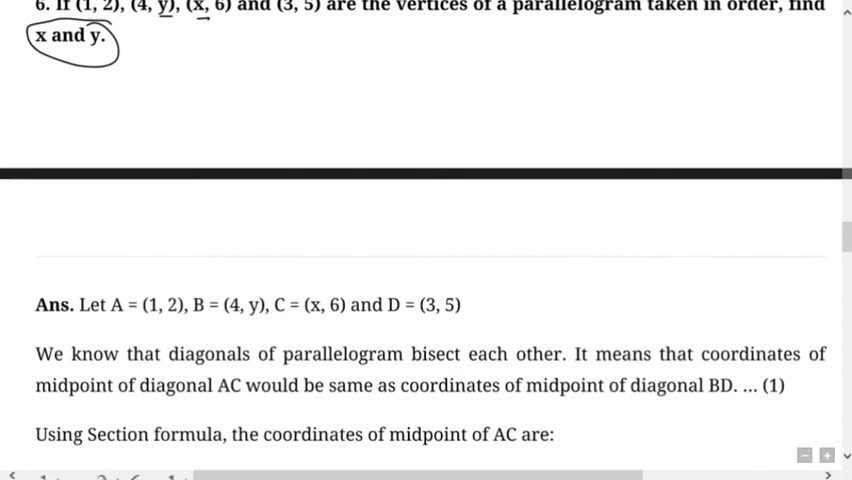 6. If (1, 2), (4, y), (x, 6) and (3, 5) are the vertices of a parallelogram taken in order, find
x and y.
Ans. Let A = (1, 2), B = (4, y), C = (x, 6) and D = (3, 5)
We know that diagonals of parallelogram bisect each other. It means that coordinates of
midpoint of diagonal AC would be same as coordinates of midpoint of diagonal BD. ... (1)
Using Section formula, the coordinates of midpoint of AC are: